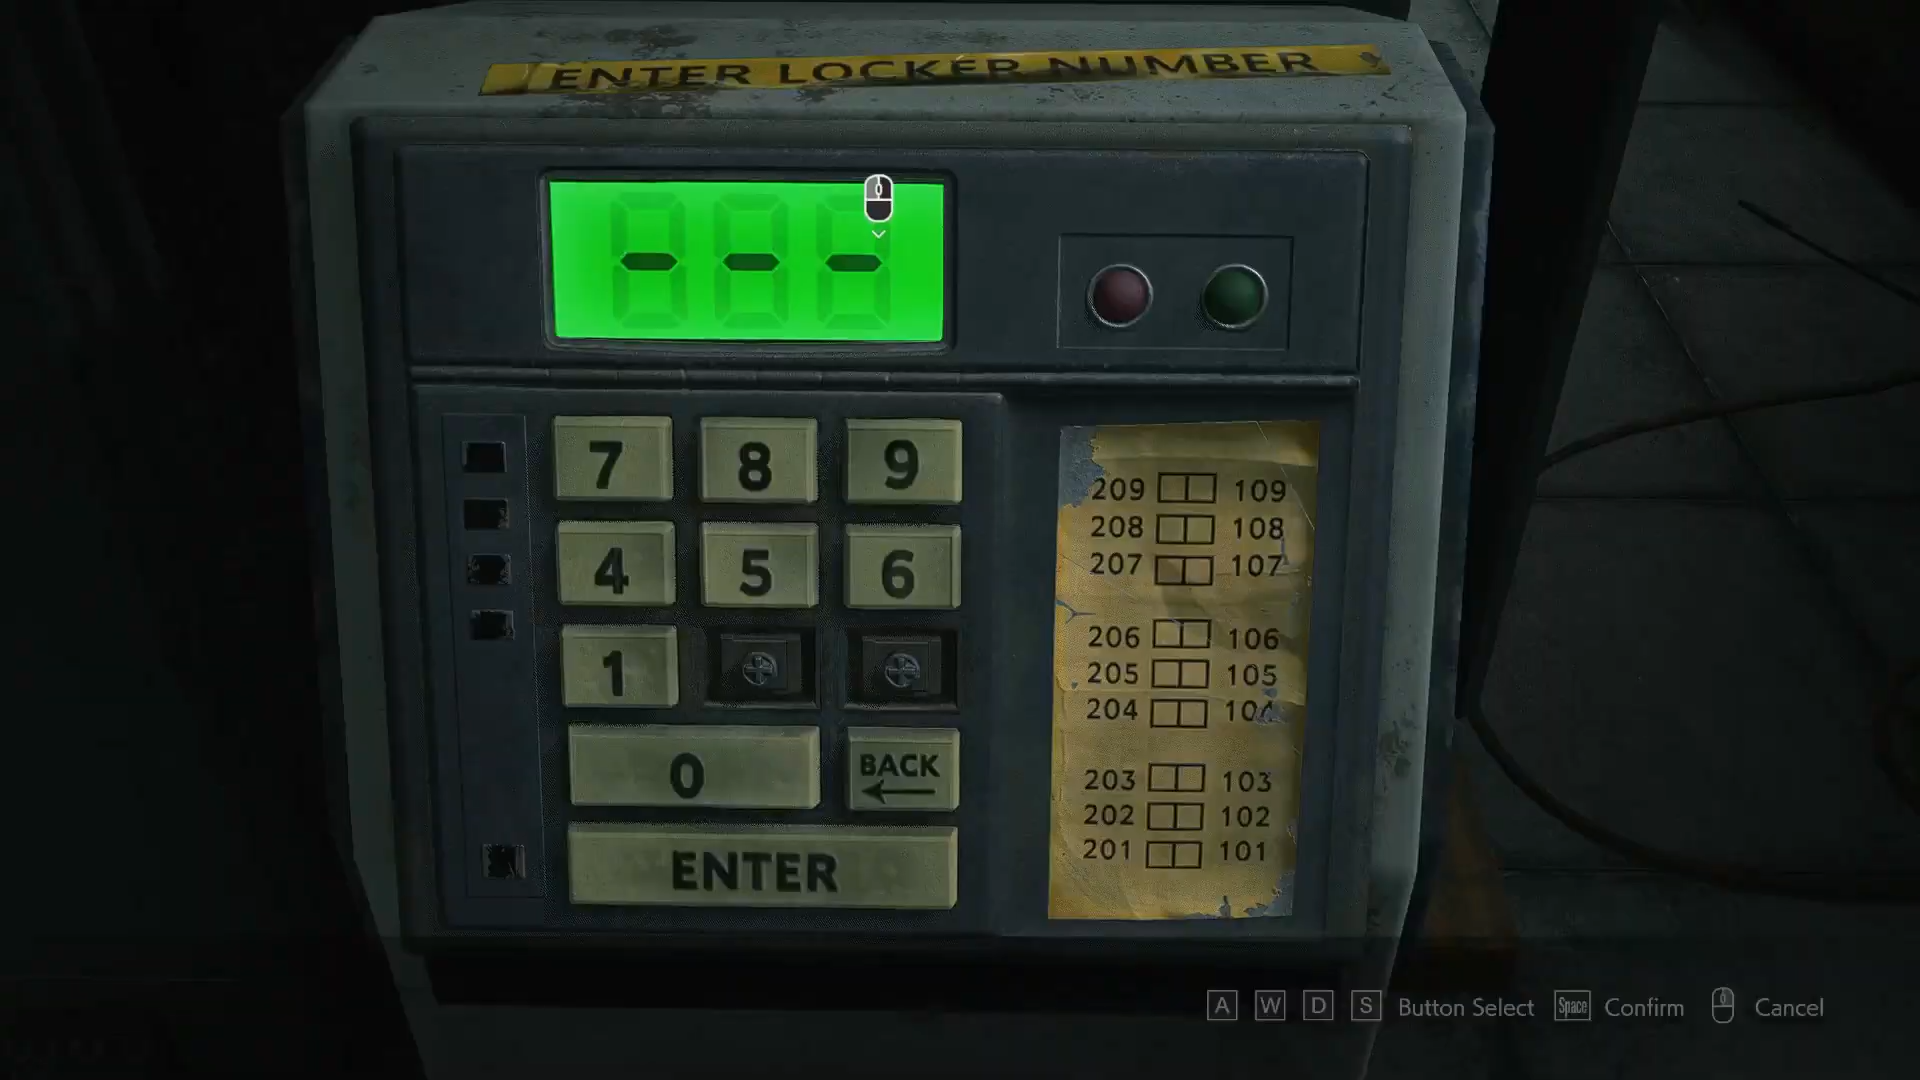 ENTER LOCKER NUMBER
- - -
7 8 9
4 5 6
1
0 BACK
ENTER
209 109
208 108
207 107
206 106
205 105
204 104
203 103
202 102
201 101
A W D S Button Select Space Confirm Cancel